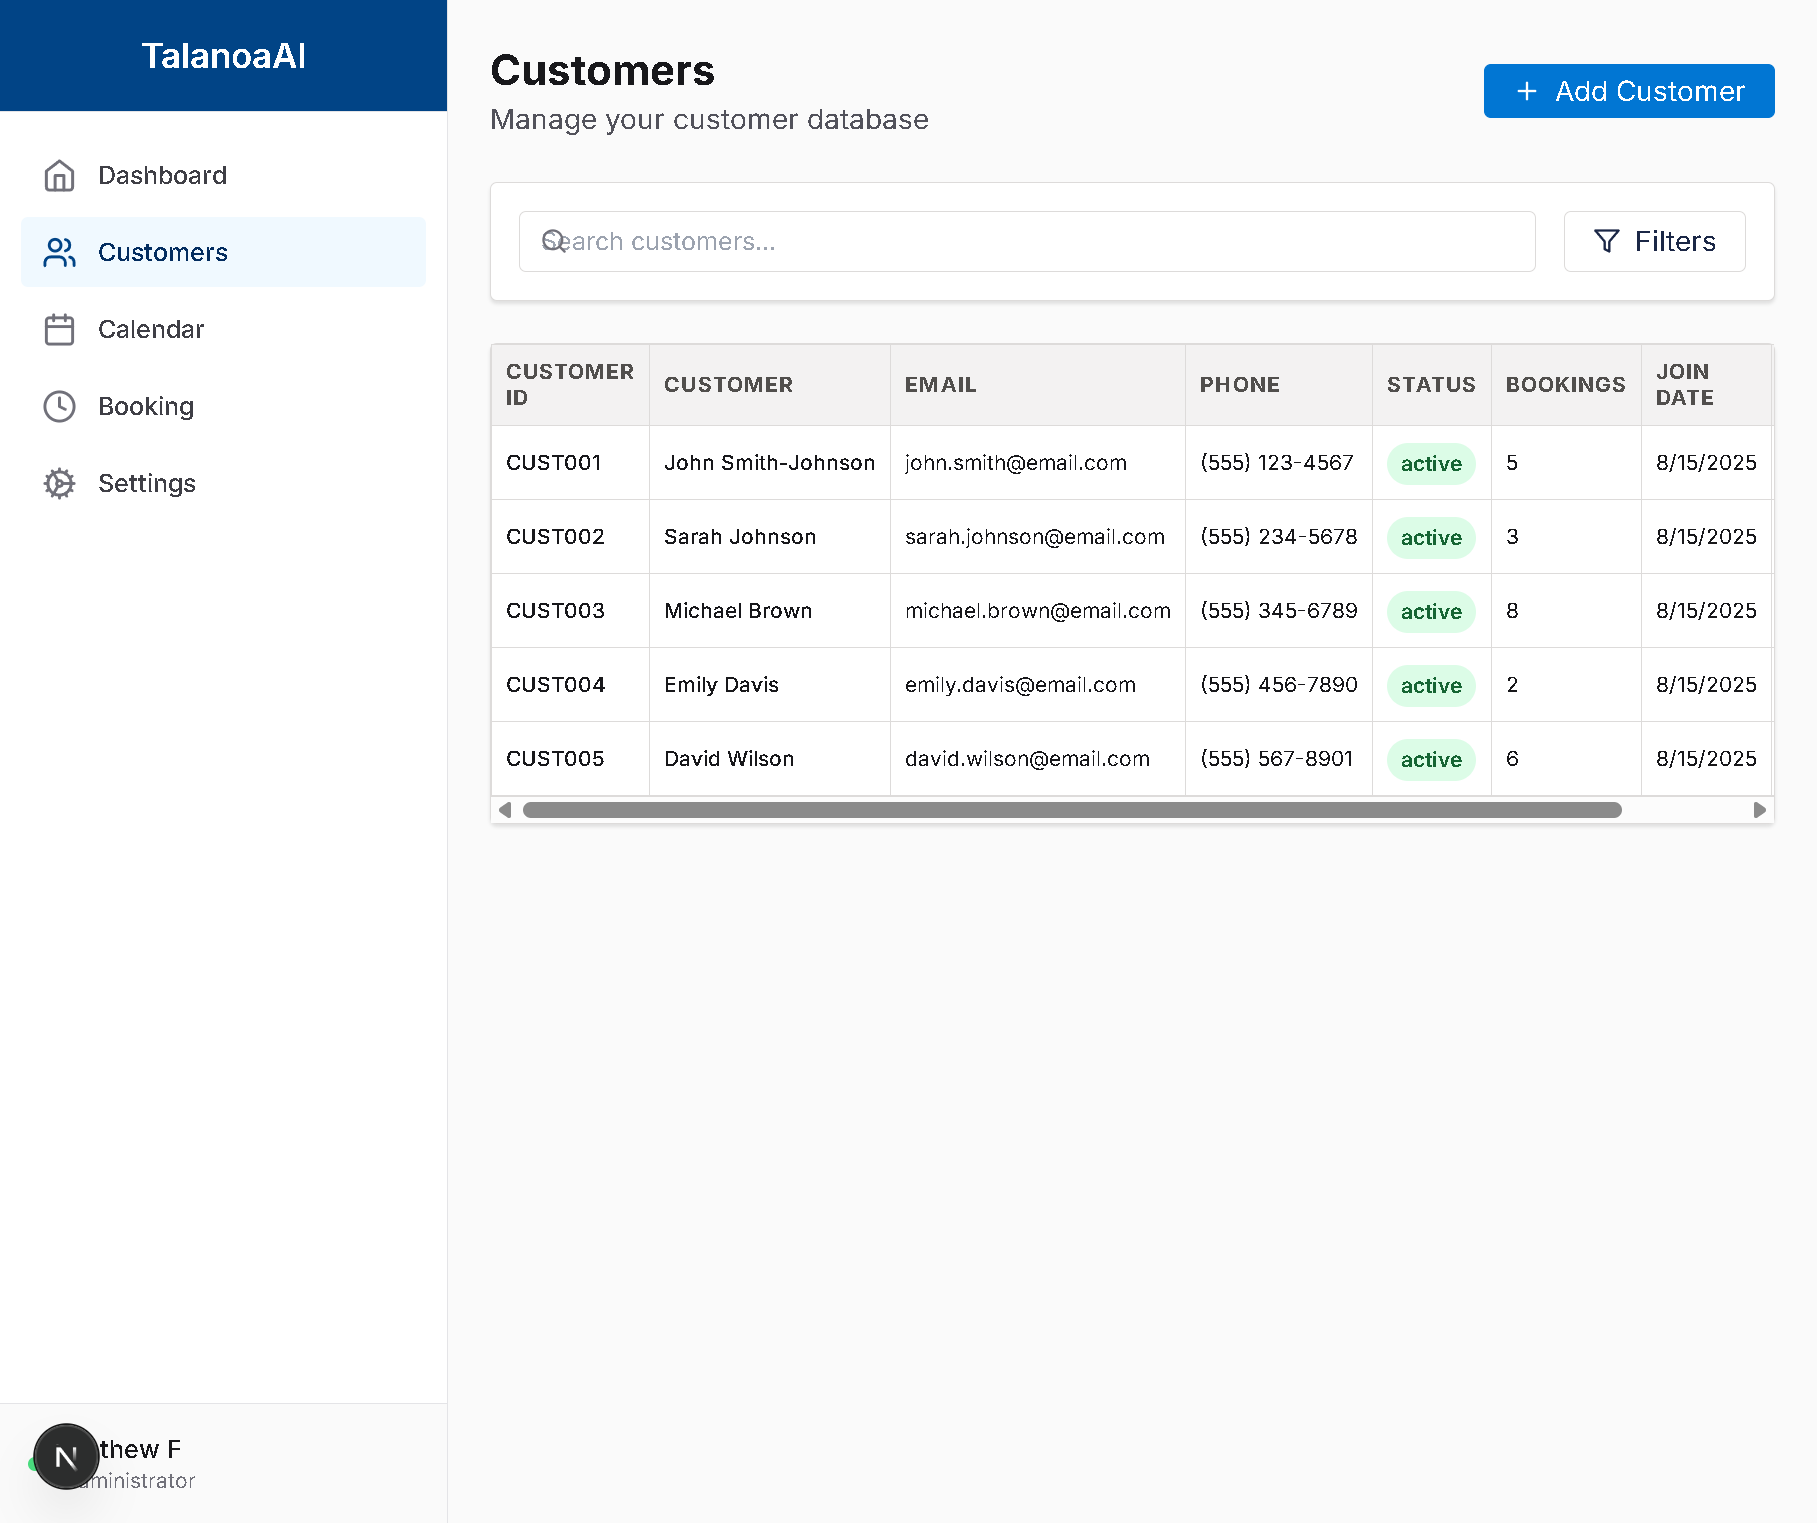 TalanoaAI
Dashboard
Customers
Calendar
Booking
Settings
Customers
Manage your customer database
+ Add Customer
Search customers...
Filters
CUSTOMER ID CUSTOMER EMAIL PHONE STATUS BOOKINGS JOIN DATE
CUST001 John Smith-Johnson john.smith@email.com (555) 123-4567 active 5 8/15/2025
CUST002 Sarah Johnson sarah.johnson@email.com (555) 234-5678 active 3 8/15/2025
CUST003 Michael Brown michael.brown@email.com (555) 345-6789 active 8 8/15/2025
CUST004 Emily Davis emily.davis@email.com (555) 456-7890 active 2 8/15/2025
CUST005 David Wilson david.wilson@email.com (555) 567-8901 active 6 8/15/2025
N
thew F
ministrator